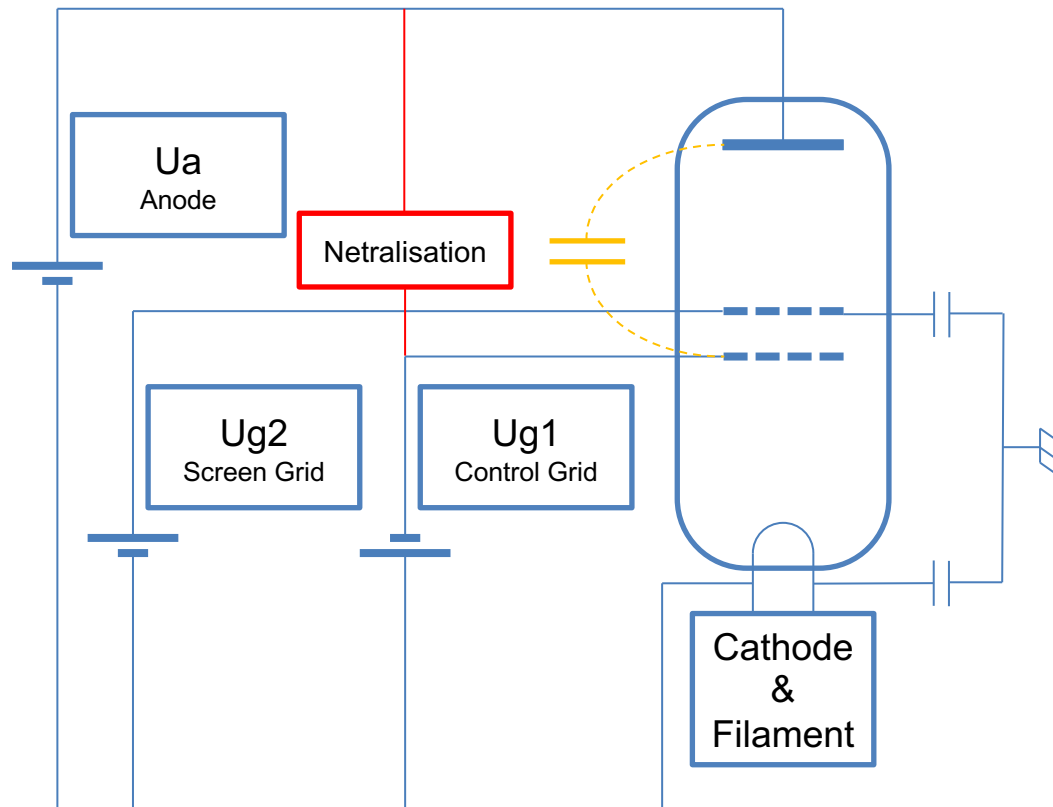 Ua
Anode
Netralisation
Ug2
Screen Grid
Ug1
Control Grid
Cathode
&
Filament